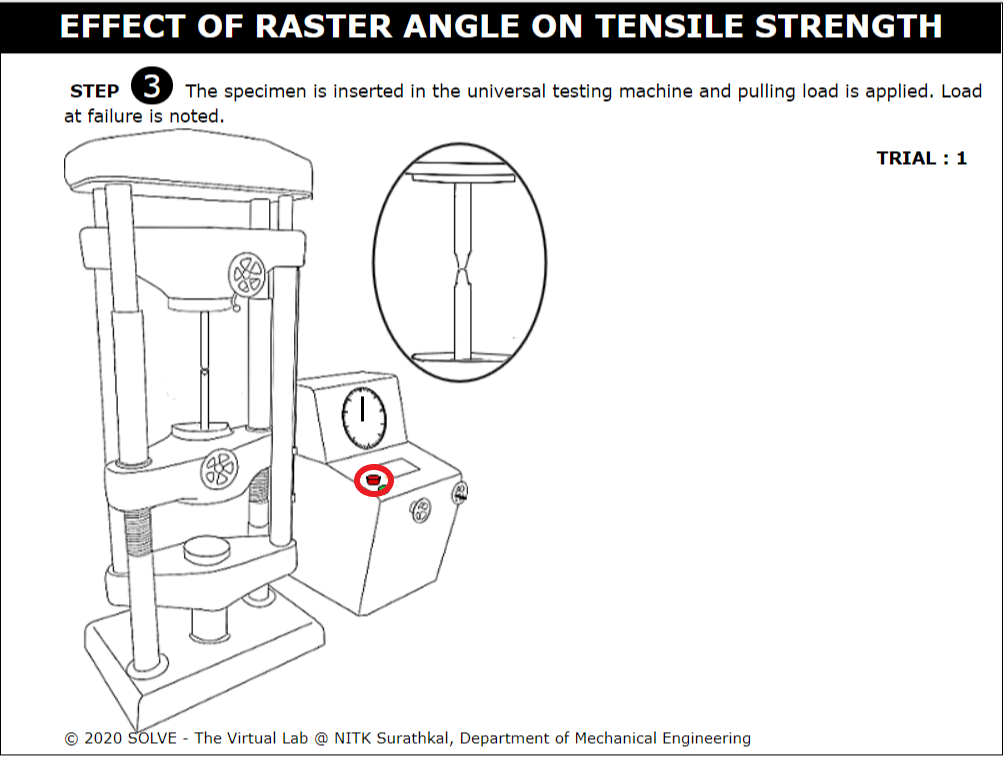 EFFECT OF RASTER ANGLE ON TENSILE STRENGTH
STEP 3 The specimen is inserted in the universal testing machine and pulling load is applied. Load
at failure is noted.
TRIAL : 1
© 2020 SOLVE - The Virtual Lab @ NITK Surathkal, Department of Mechanical Engineering